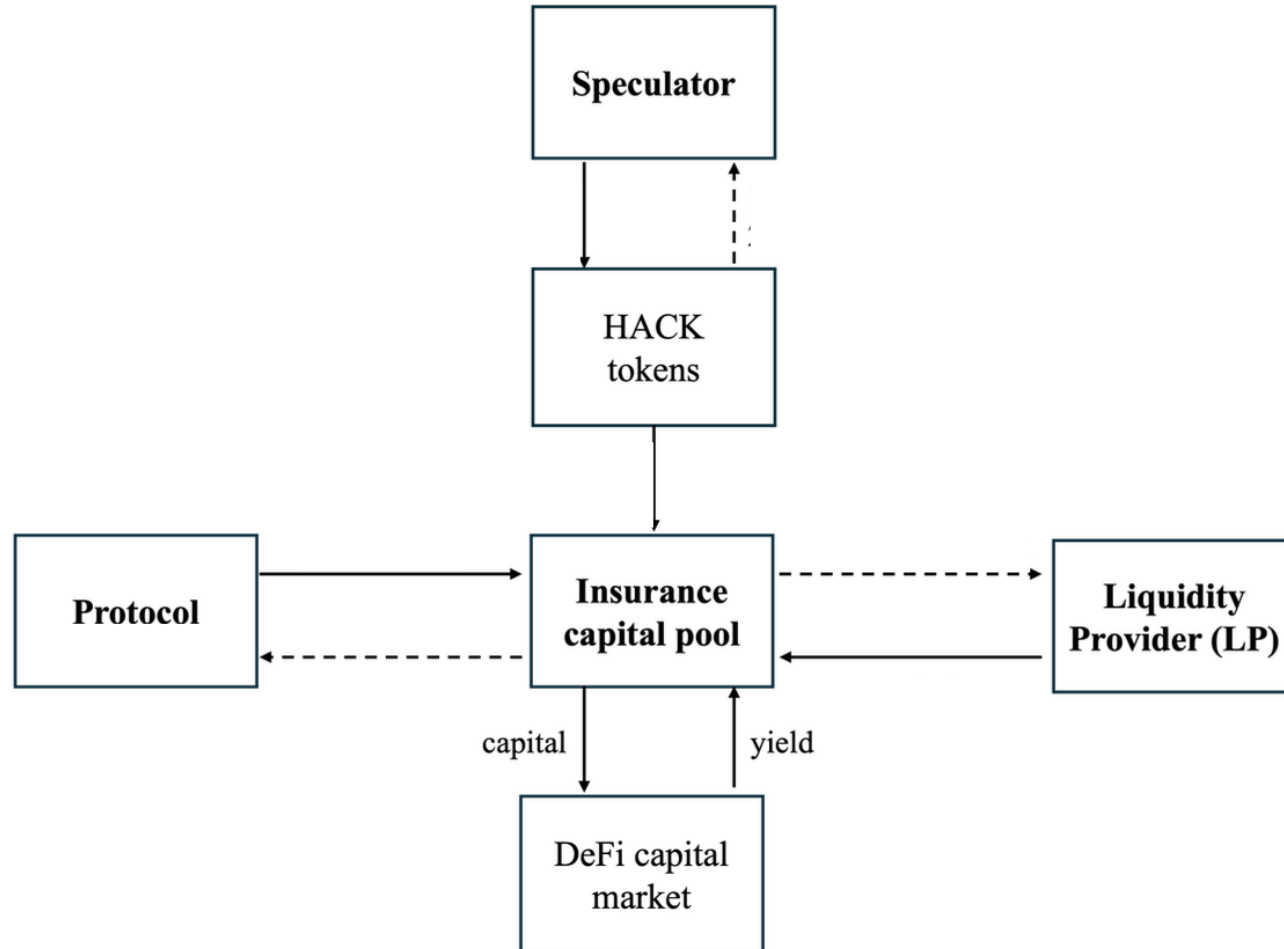 Speculator
HACK
tokens
Protocol
Insurance
capital pool
Liquidity
Provider (LP)
capital
yield
DeFi capital
market